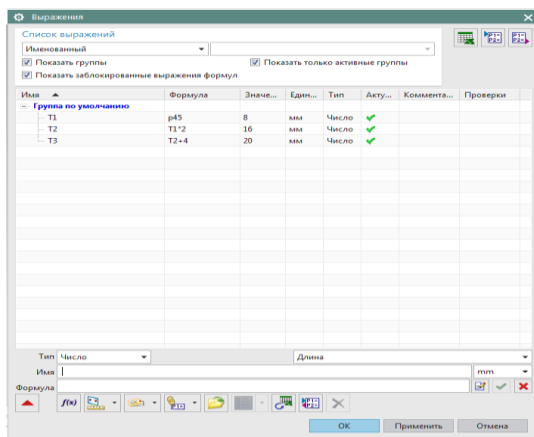 Выражения
Список выражений
Именованный
Показать группы Показать только активные группы
Показать заблокированные выражения формул
Имя Формула Значе... Един... Тип Акту... Коммента... Проверки
Группа по умолчанию
T1 p45 8 мм Число
T2 T1*2 16 мм Число
T3 T2+4 20 мм Число
Тип Число Длина
Имя mm
Формула
f(x) P1=
OK Применить Отмена